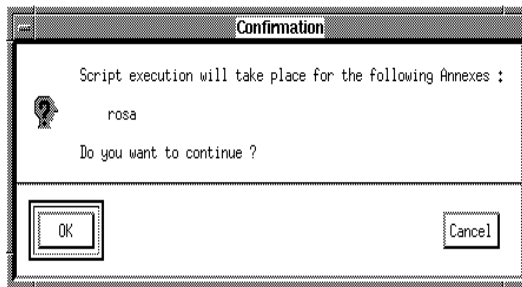 Confirmation
Script execution will take place for the following Annexes :
rosa
Do you want to continue ?
OK
Cancel